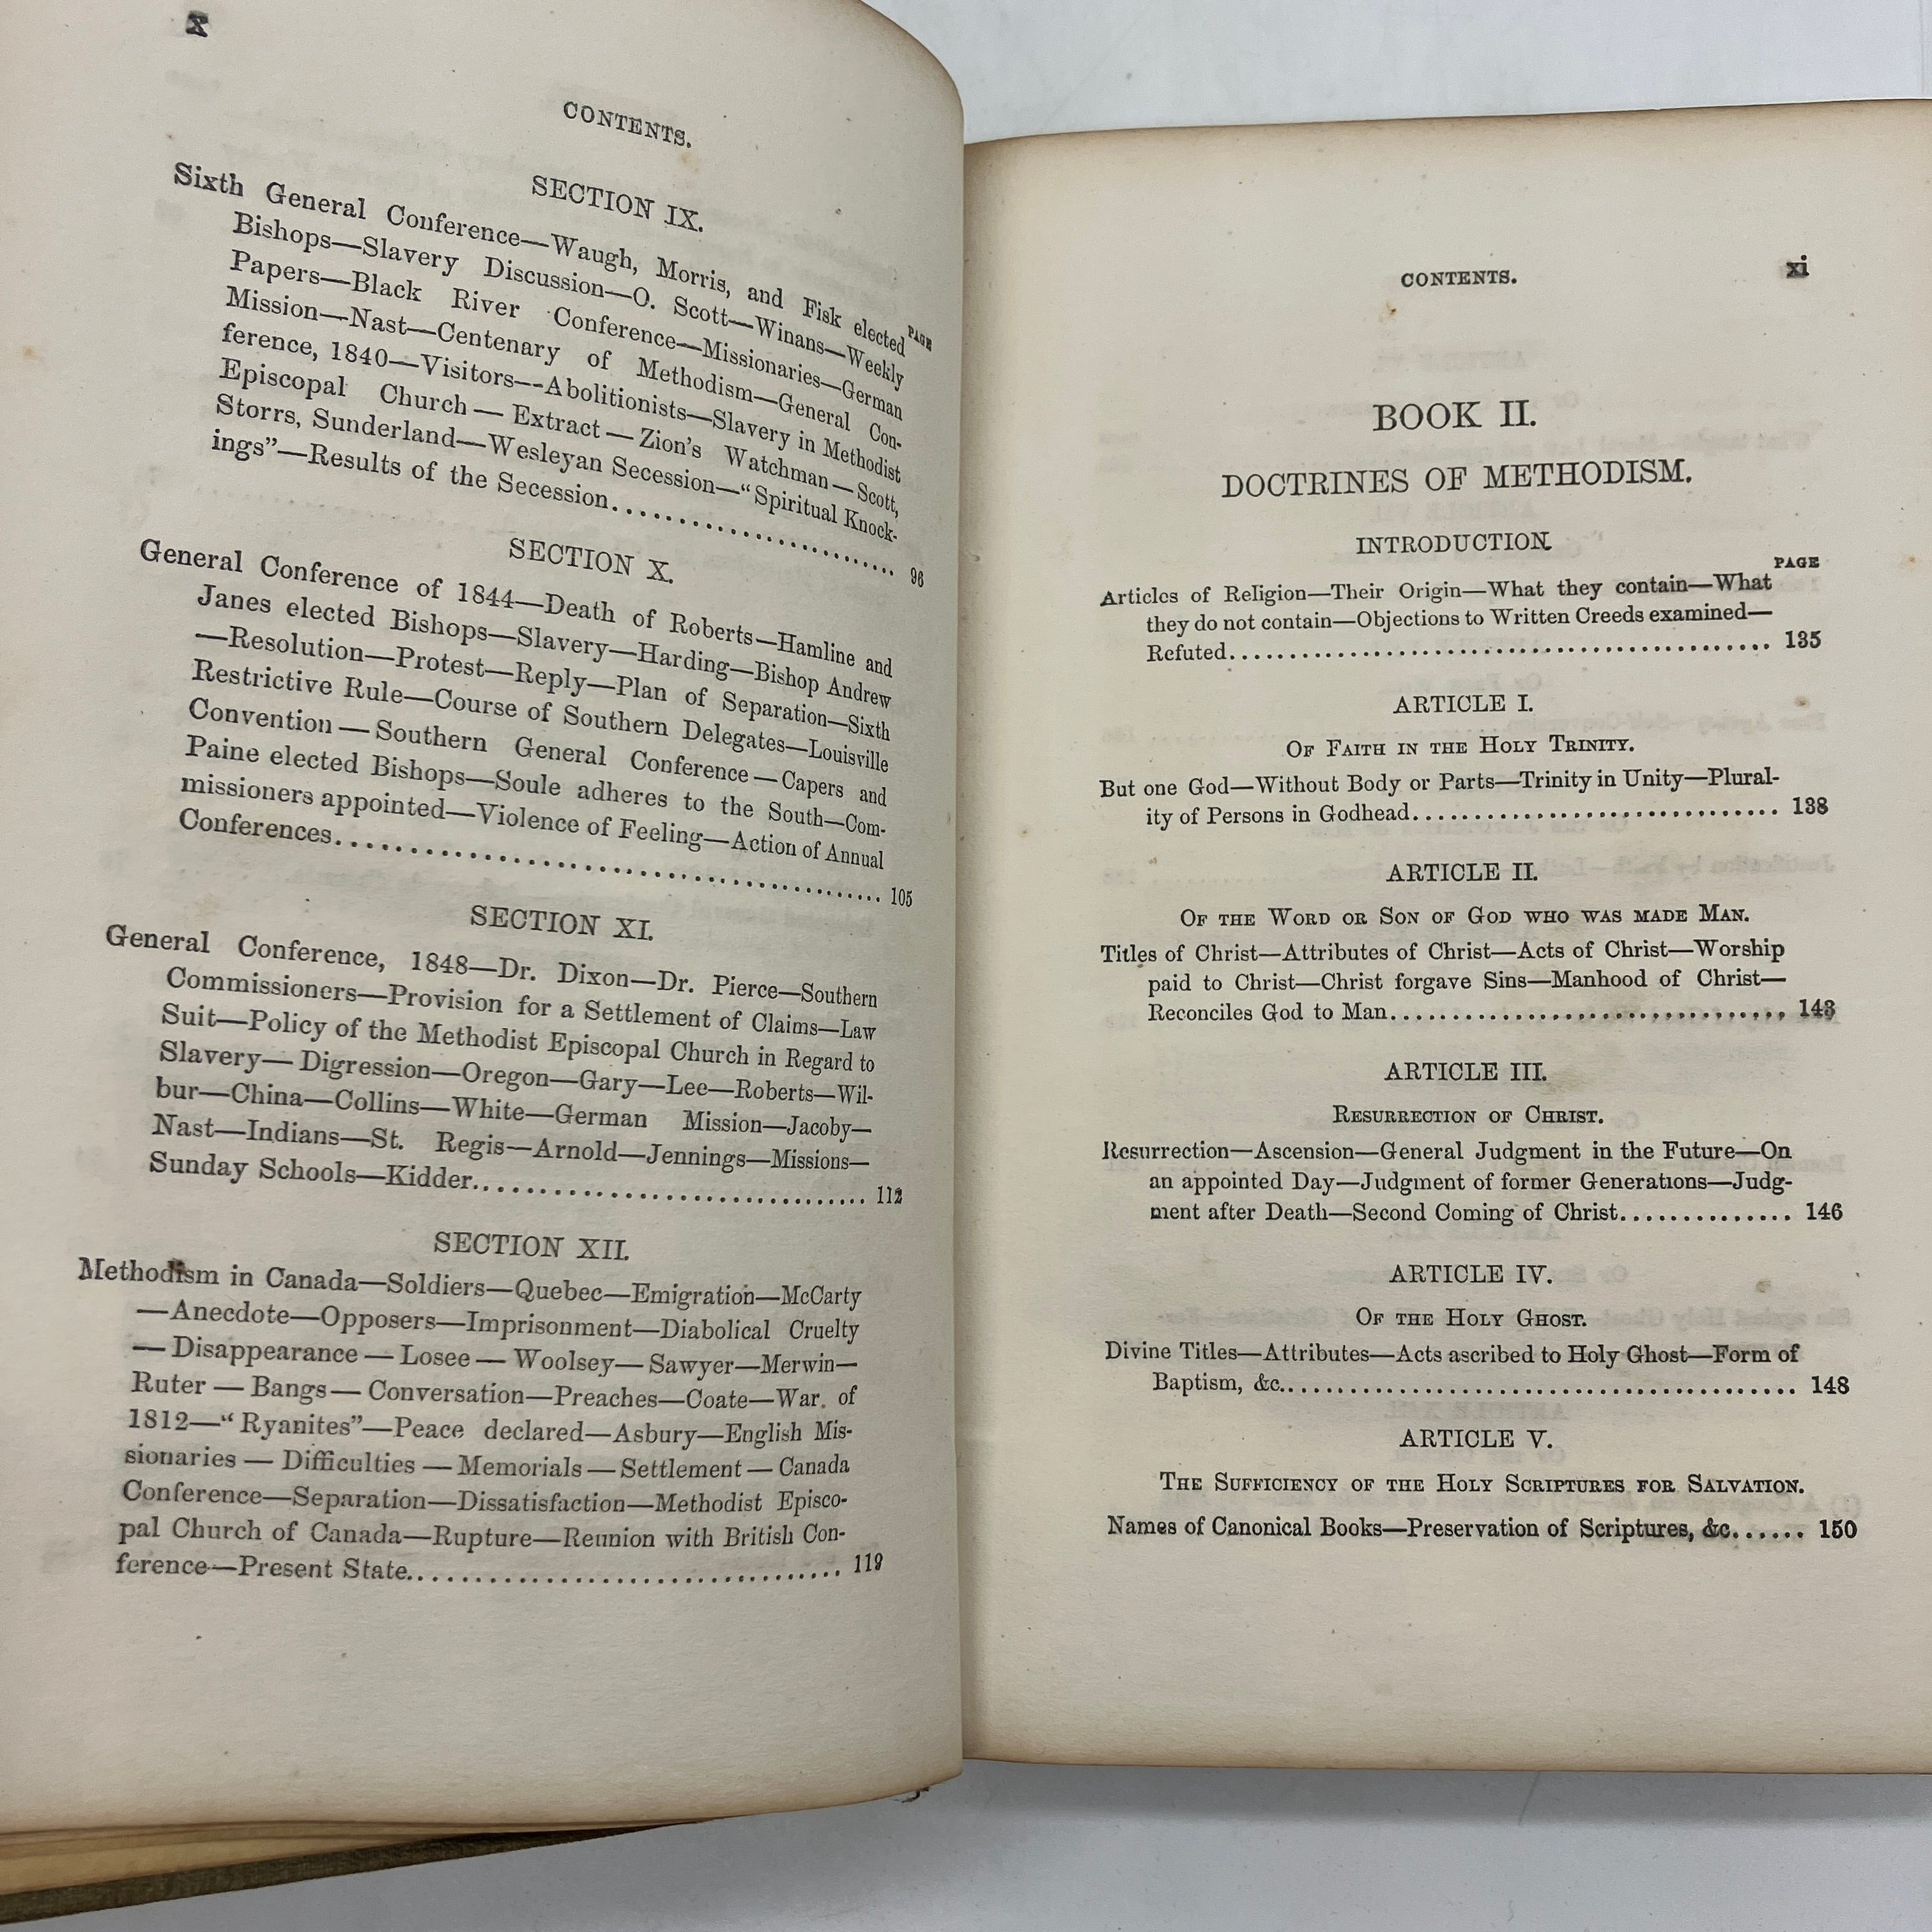 x
CONTENTS.
SECTION IX.
PAGE
Sixth General Conference—Waugh, Morris, and Fisk elected
Bishops—Slavery Discussion—O. Scott—Winans—Weekly
Papers—Black River Conference—Missionaries—German
Mission—Nast—Centenary of Methodism—General Con-
ference, 1840—Visitors—Abolitionists—Slavery in Methodist
Episcopal Church—Extract—Zion's Watchman—Scott,
Storrs, Sunderland—Wesleyan Secession—"Spiritual Knock-
ings"—Results of the Secession........................ 96
SECTION X.
General Conference of 1844—Death of Roberts—Hamline and
Janes elected Bishops—Slavery—Harding—Bishop Andrew
—Resolution—Protest—Reply—Plan of Separation—Sixth
Restrictive Rule—Course of Southern Delegates—Louisville
Convention—Southern General Conference—Capers and
Paine elected Bishops—Soule adheres to the South—Com-
missioners appointed—Violence of Feeling—Action of Annual
Conferences........................................ 105
SECTION XI.
General Conference, 1848—Dr. Dixon—Dr. Pierce—Southern
Commissioners—Provision for a Settlement of Claims—Law
Suit—Policy of the Methodist Episcopal Church in Regard to
Slavery—Digression—Oregon—Gary—Lee—Roberts—Wil-
bur—China—Collins—White—German Mission—Jacoby—
Nast—Indians—St. Regis—Arnold—Jennings—Missions—
Sunday Schools—Kidder................................ 112
SECTION XII.
Methodism in Canada—Soldiers—Quebec—Emigration—McCarty
—Anecdote—Opposers—Imprisonment—Diabolical Cruelty
—Disappearance—Losee—Woolsey—Sawyer—Merwin—
Ruter—Bangs—Conversation—Preaches—Coate—War of
1812—"Ryanites"—Peace declared—Asbury—English Mis-
sionaries—Difficulties—Memorials—Settlement—Canada
Conference—Separation—Dissatisfaction—Methodist Episco-
pal Church of Canada—Rupture—Reunion with British Con-
ference—Present State................................ 119
CONTENTS. xi
BOOK II.
DOCTRINES OF METHODISM.
INTRODUCTION.
PAGE
Articles of Religion—Their Origin—What they contain—What
they do not contain—Objections to Written Creeds examined—
Refuted............................................ 135
ARTICLE I.
OF FAITH IN THE HOLY TRINITY.
But one God—Without Body or Parts—Trinity in Unity—Plural-
ity of Persons in Godhead.............................. 138
ARTICLE II.
OF THE WORD OR SON OF GOD WHO WAS MADE MAN.
Titles of Christ—Attributes of Christ—Acts of Christ—Worship
paid to Christ—Christ forgave Sins—Manhood of Christ—
Reconciles God to Man................................ 143
ARTICLE III.
RESURRECTION OF CHRIST.
Resurrection—Ascension—General Judgment in the Future—On
an appointed Day—Judgment of former Generations—Judg-
ment after Death—Second Coming of Christ.............. 146
ARTICLE IV.
OF THE HOLY GHOST.
Divine Titles—Attributes—Acts ascribed to Holy Ghost—Form of
Baptism, &c.......................................... 148
ARTICLE V.
THE SUFFICIENCY OF THE HOLY SCRIPTURES FOR SALVATION.
Names of Canonical Books—Preservation of Scriptures, &c...... 150